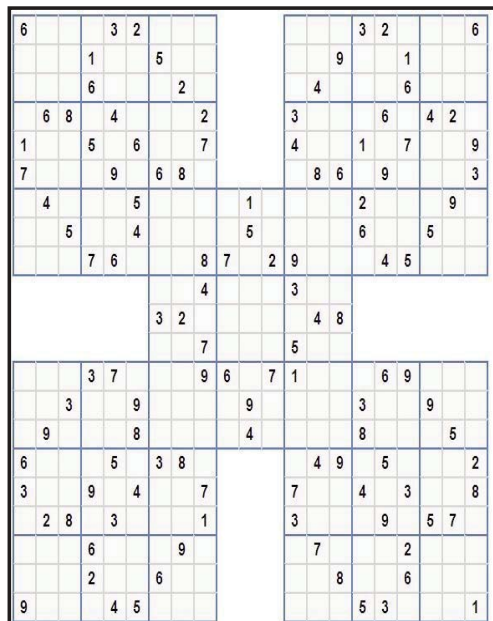 6 3 2 3 2 6
1 5 9 1
6 2 4 6
6 8 4 2 3 6 4 2
1 5 6 7 4 1 7 9
7 9 6 8 8 6 9 3
4 5 1 2 9
5 4 5 6 5
7 6 8 7 2 9 4 5
4 3
3 2 4 8
7 5
3 7 9 6 7 1 6 9
3 9 9 3 9
9 8 4 8 5
6 5 3 8 4 9 5 2
3 9 4 7 7 4 3 8
2 8 3 1 3 9 5 7
6 9 7 2
2 6 8 6
9 4 5 5 3 1